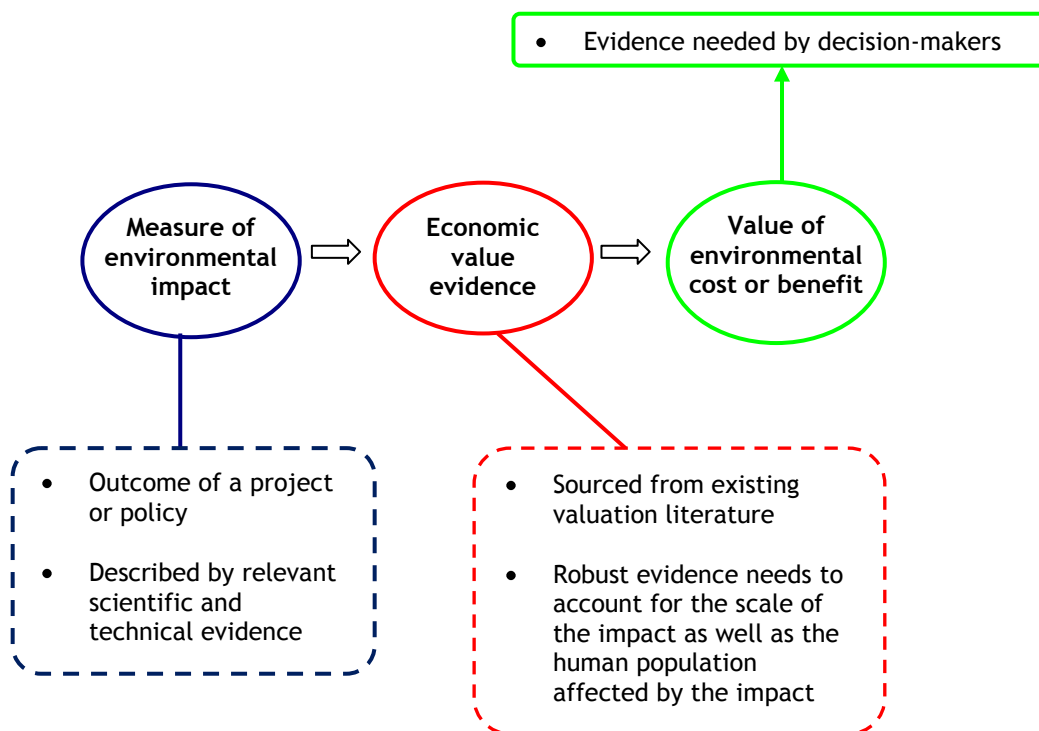 • Evidence needed by decision-makers
Measure of
environmental
impact
Economic
value
evidence
Value of
environmental
cost or benefit
• Outcome of a project
or policy
• Described by relevant
scientific and
technical evidence
• Sourced from existing
valuation literature
• Robust evidence needs to
account for the scale of
the impact as well as the
human population
affected by the impact